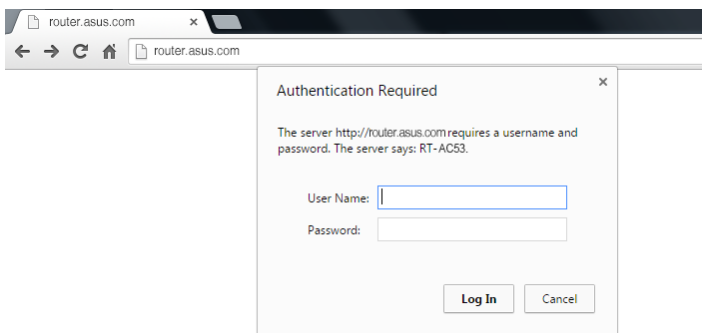 router.asus.com ×
router.asus.com
Authentication Required ×
The server http://router.asus.com requires a username and
password. The server says: RT-AC53.
User Name:
Password:
Log In Cancel